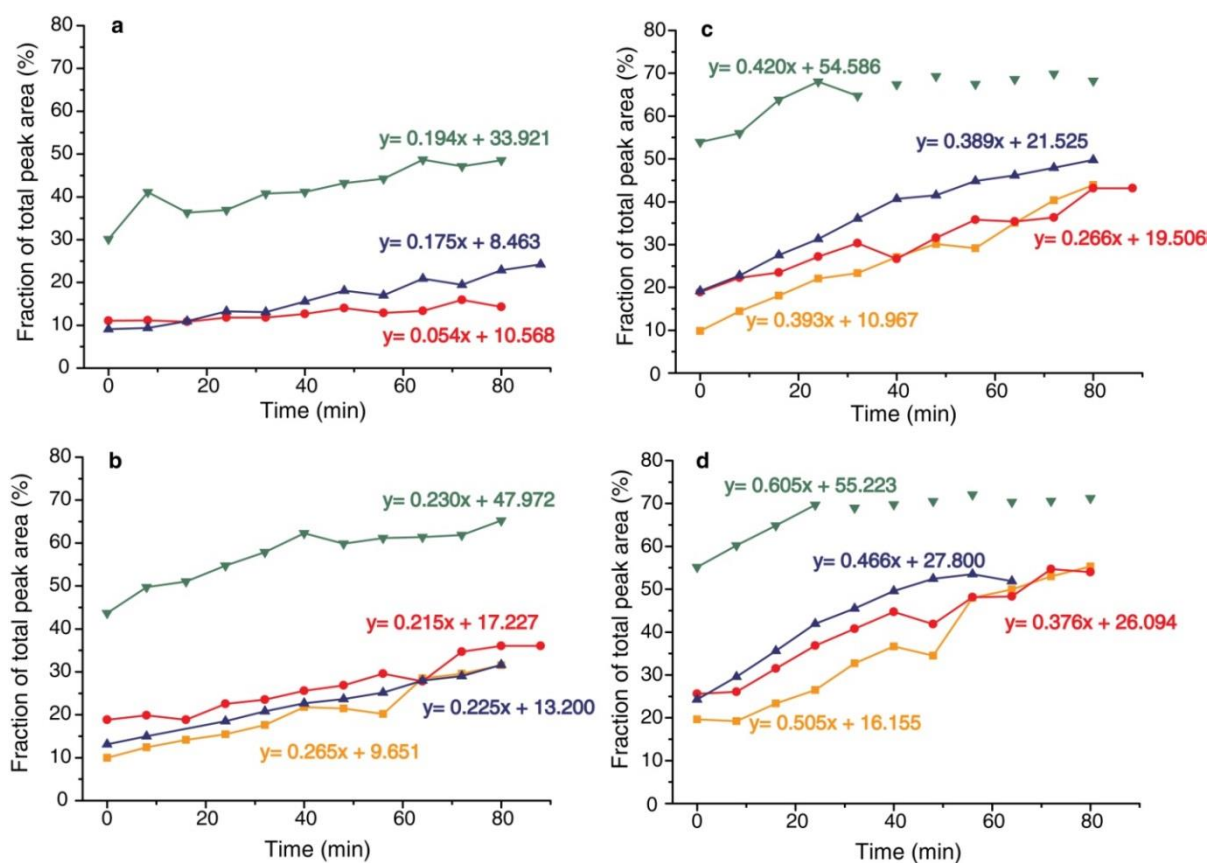 a
Fraction of total peak area (%)
80
70
60
50
40
30
20
10
0
y= 0.194x + 33.921
y= 0.175x + 8.463
y= 0.054x + 10.568
0 20 40 60 80
Time (min)
c
Fraction of total peak area (%)
80
70
60
50
40
30
20
10
0
y= 0.420x + 54.586
y= 0.389x + 21.525
y= 0.266x + 19.506
y= 0.393x + 10.967
0 20 40 60 80
Time (min)
b
Fraction of total peak area (%)
80
70
60
50
40
30
20
10
0
y= 0.230x + 47.972
y= 0.215x + 17.227
y= 0.225x + 13.200
y= 0.265x + 9.651
0 20 40 60 80
Time (min)
d
Fraction of total peak area (%)
80
70
60
50
40
30
20
10
0
y= 0.605x + 55.223
y= 0.466x + 27.800
y= 0.376x + 26.094
y= 0.505x + 16.155
0 20 40 60 80
Time (min)